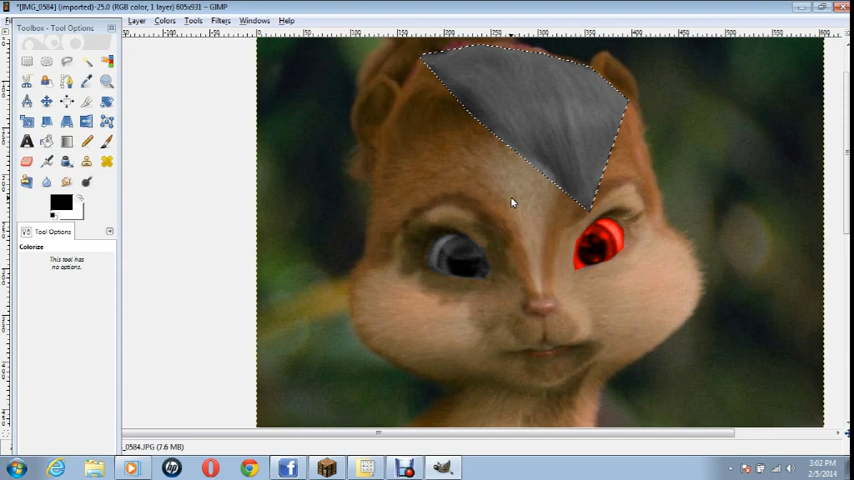 *[IMG_0584] (imported)-25.0 (RGB color, 1 layer) 605x931 – GIMP
Layer Colors Tools Filters Windows Help
Toolbox - Tool Options
Tool Options
Colorize
This tool has
no options.
_0584.JPG (7.6 MB)
3:02 PM
2/5/2014